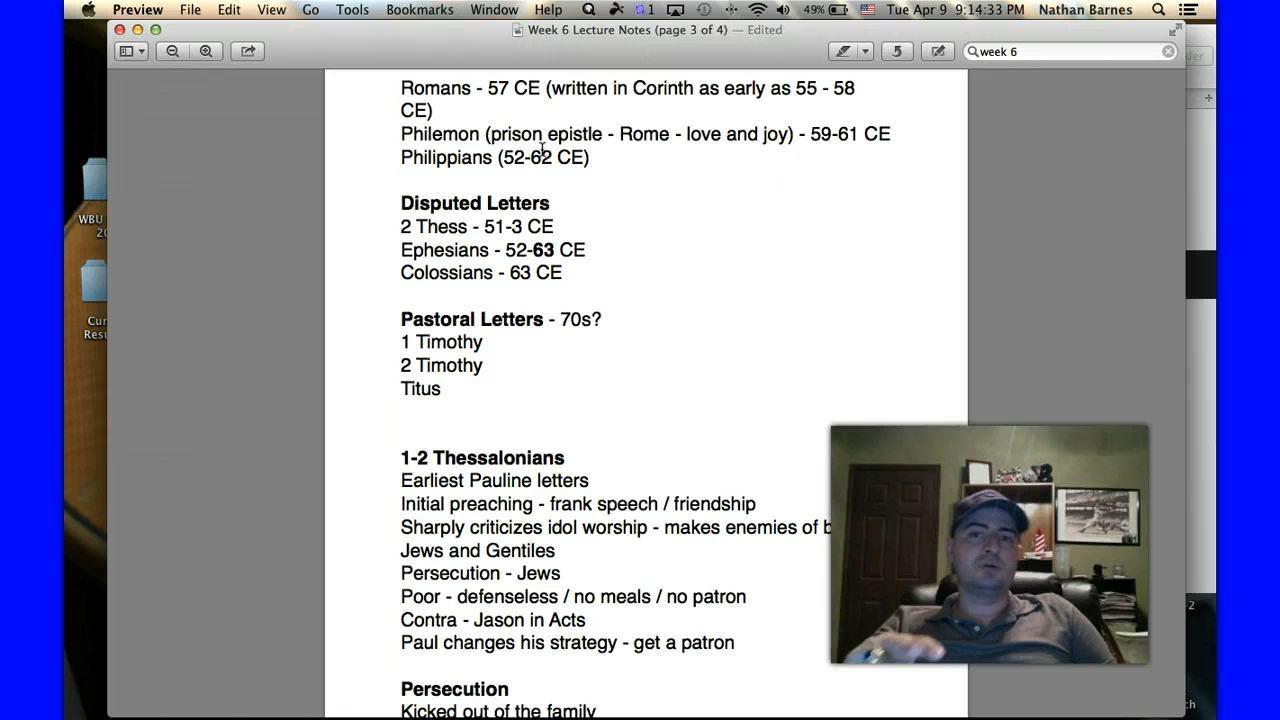 Preview File Edit View Go Tools Bookmarks Window Help 1 49% Tue Apr 9 9:14:33 PM Nathan Barnes
Week 6 Lecture Notes (page 3 of 4) — Edited
week 6
Romans - 57 CE (written in Corinth as early as 55 - 58
CE)
Philemon (prison epistle - Rome - love and joy) - 59-61 CE
Philippians (52-62 CE)
WBU
Disputed Letters
2 Thess - 51-3 CE
Ephesians - 52-63 CE
Colossians - 63 CE
Pastoral Letters - 70s?
1 Timothy
2 Timothy
Titus
1-2 Thessalonians
Earliest Pauline letters
Initial preaching - frank speech / friendship
Sharply criticizes idol worship - makes enemies of b
Jews and Gentiles
Persecution - Jews
Poor - defenseless / no meals / no patron
Contra - Jason in Acts
Paul changes his strategy - get a patron
Persecution
Kicked out of the family